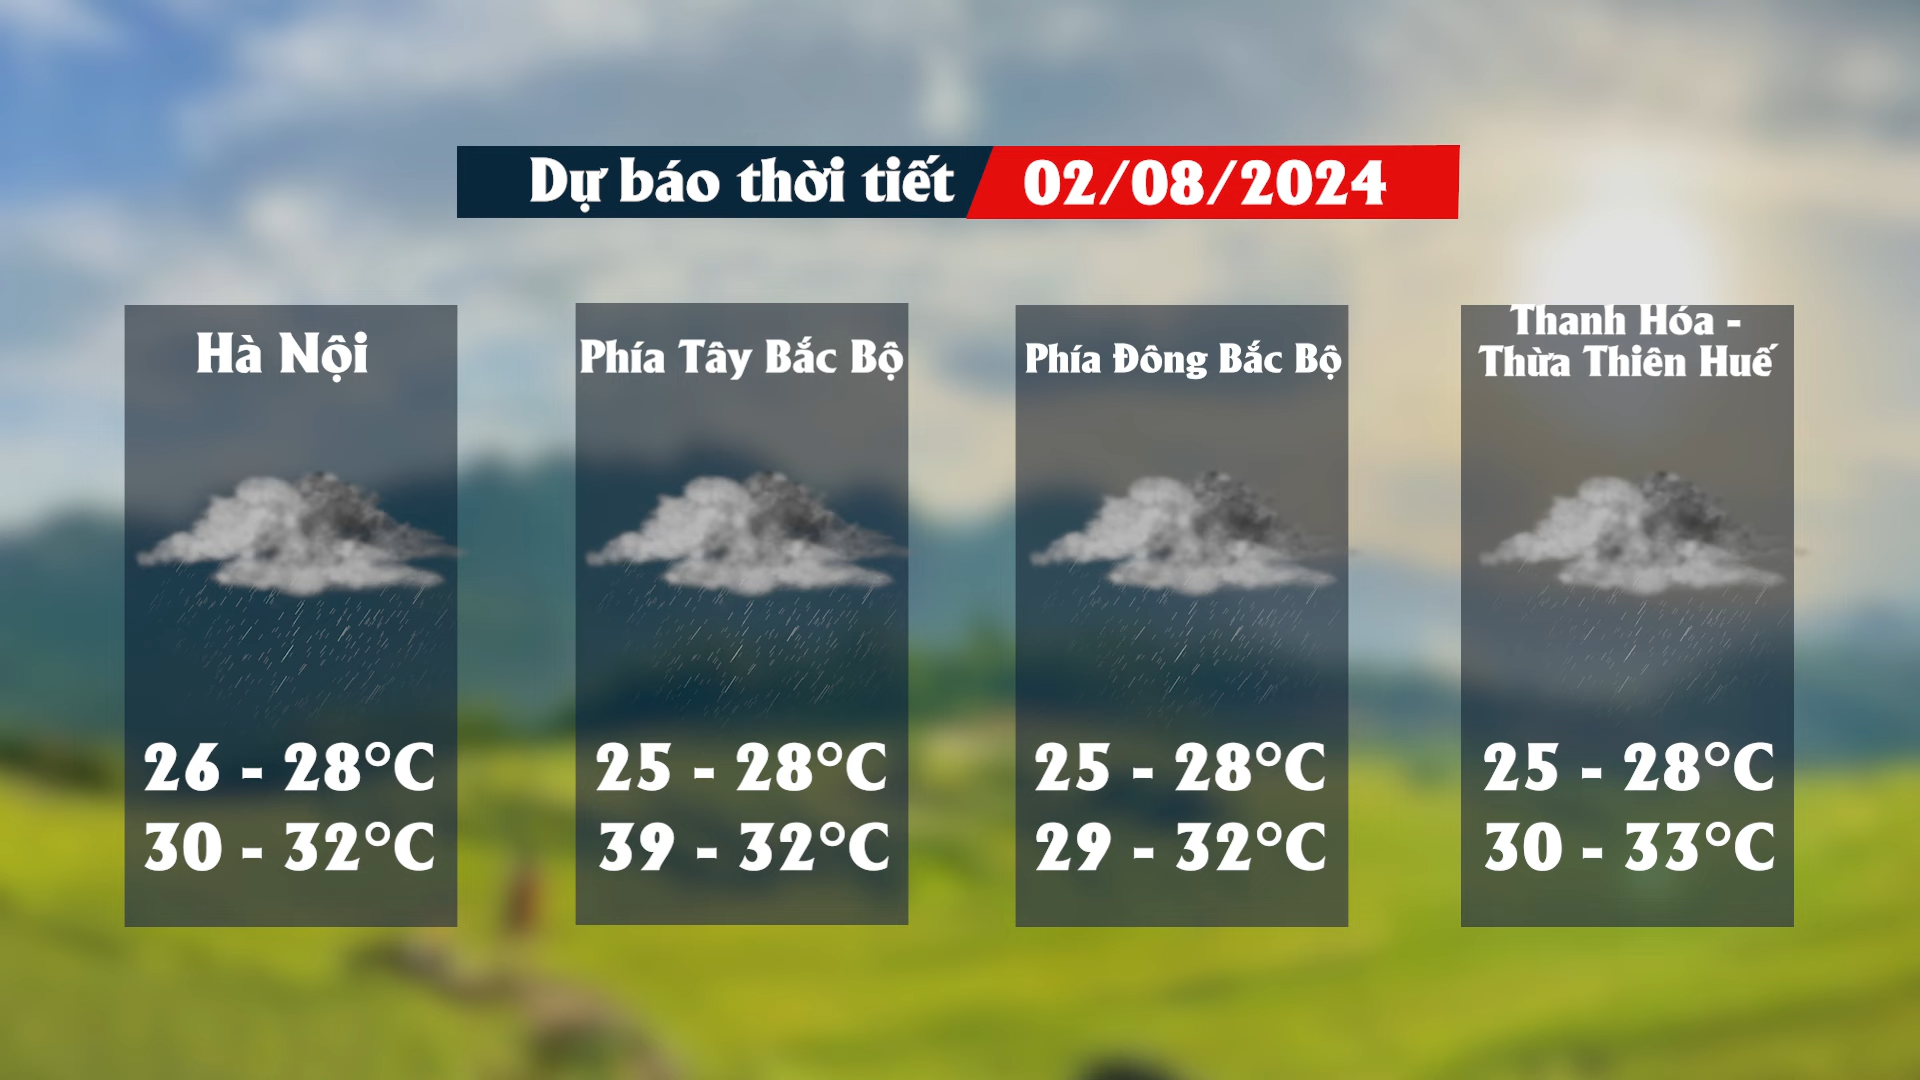 Dự báo thời tiết 02/08/2024
Hà Nội
26 - 28°C
30 - 32°C
Phía Tây Bắc Bộ
25 - 28°C
39 - 32°C
Phía Đông Bắc Bộ
25 - 28°C
29 - 32°C
Thanh Hóa -
Thừa Thiên Huế
25 - 28°C
30 - 33°C